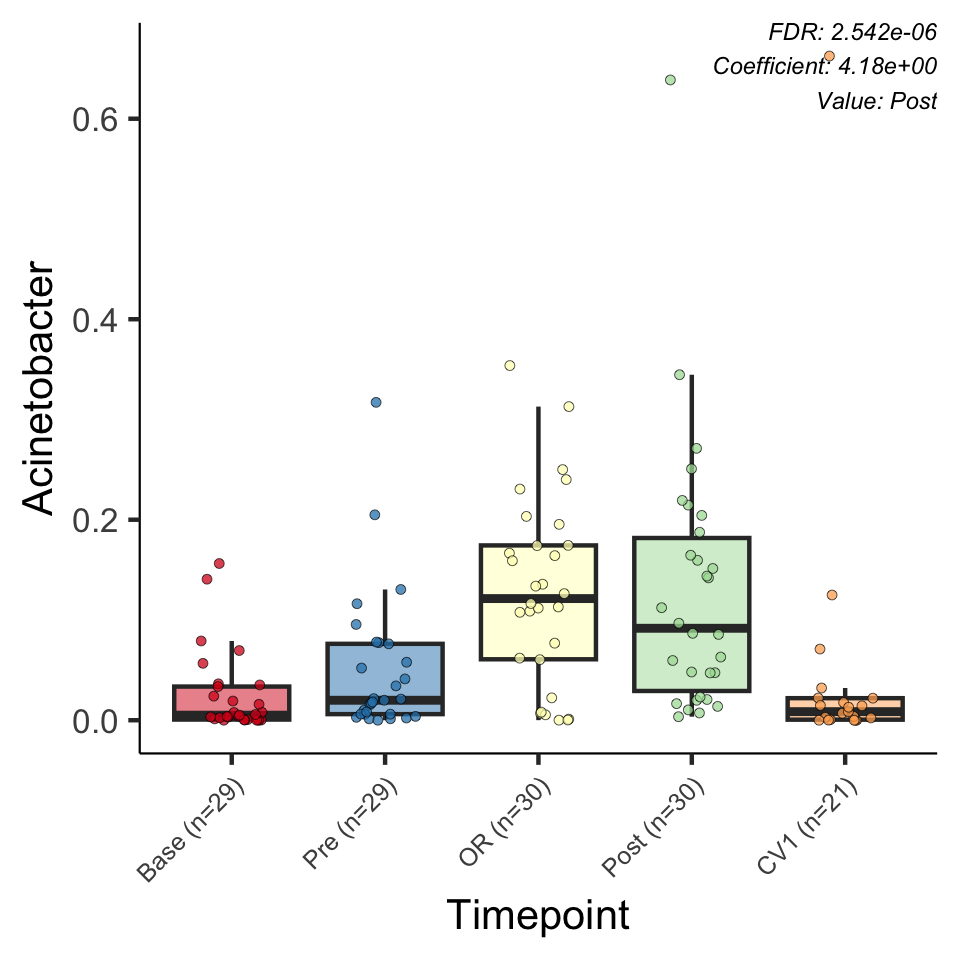 FDR: 2.542e-06
Coefficient: 4.18e+00
Value: Post
Acinetobacter
0.6
0.4
0.2
0.0
Base (n=29)
Pre (n=29)
OR (n=30)
Post (n=30)
CV1 (n=21)
Timepoint